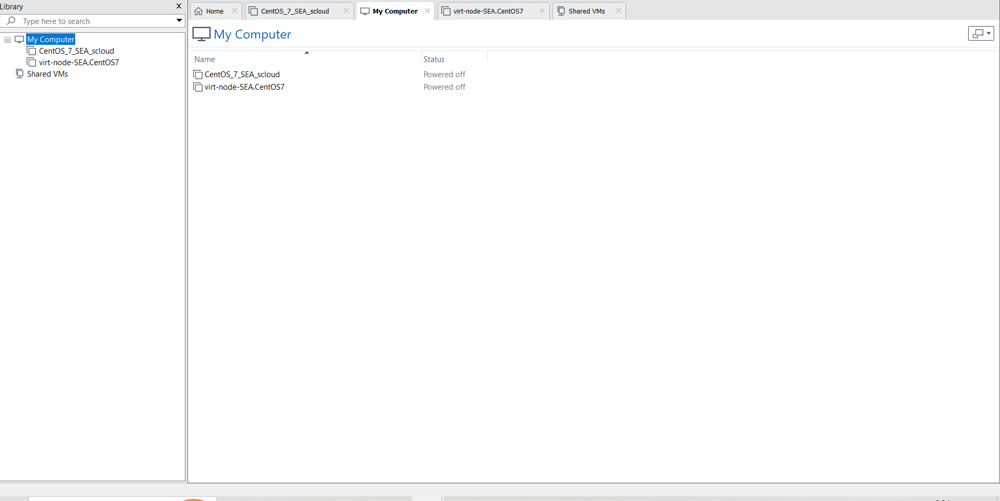 Library
Type here to search
My Computer
CentOS_7_SEA_scloud
virt-node-SEA.CentOS7
Shared VMs
Home
CentOS_7_SEA_scloud
My Computer
virt-node-SEA.CentOS7
Shared VMs
My Computer
Name Status
CentOS_7_SEA_scloud Powered off
virt-node-SEA.CentOS7 Powered off